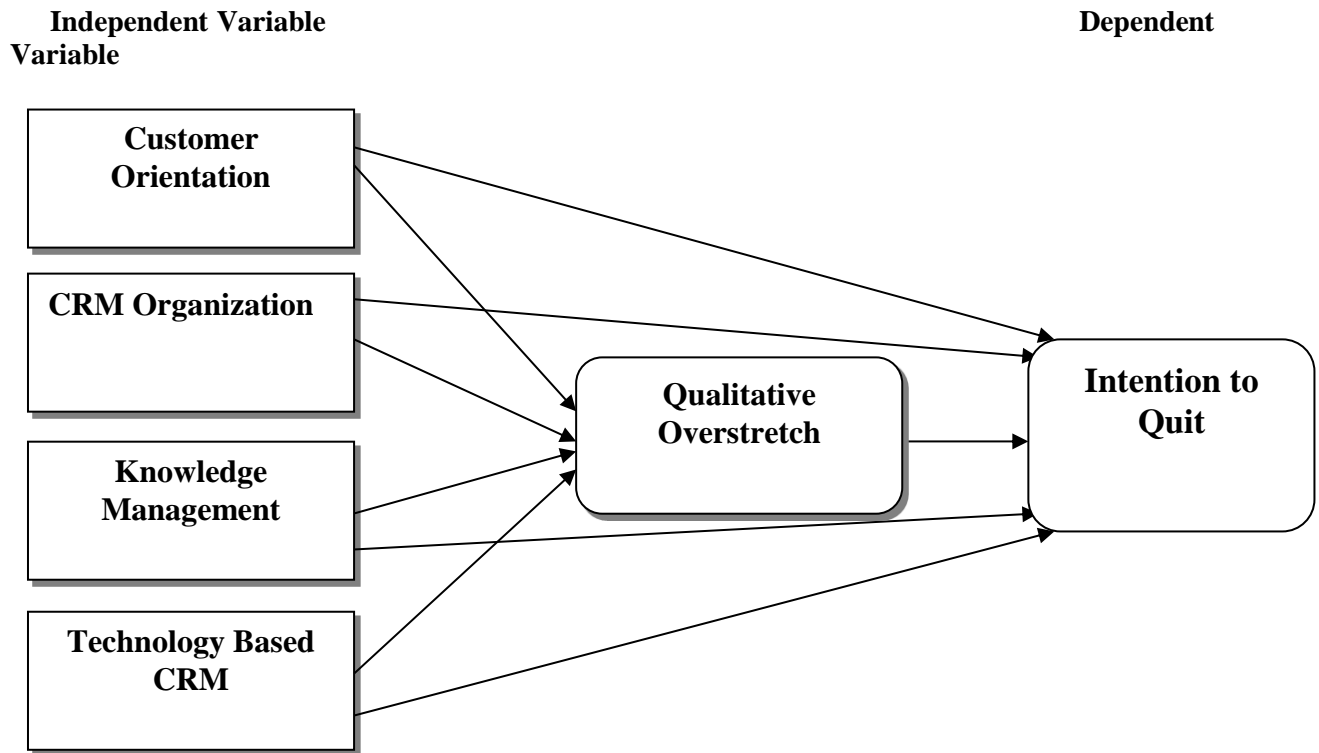 Independent Variable Dependent
Variable
Customer
Orientation
CRM Organization
Knowledge
Management
Technology Based
CRM
Qualitative
Overstretch
Intention to
Quit